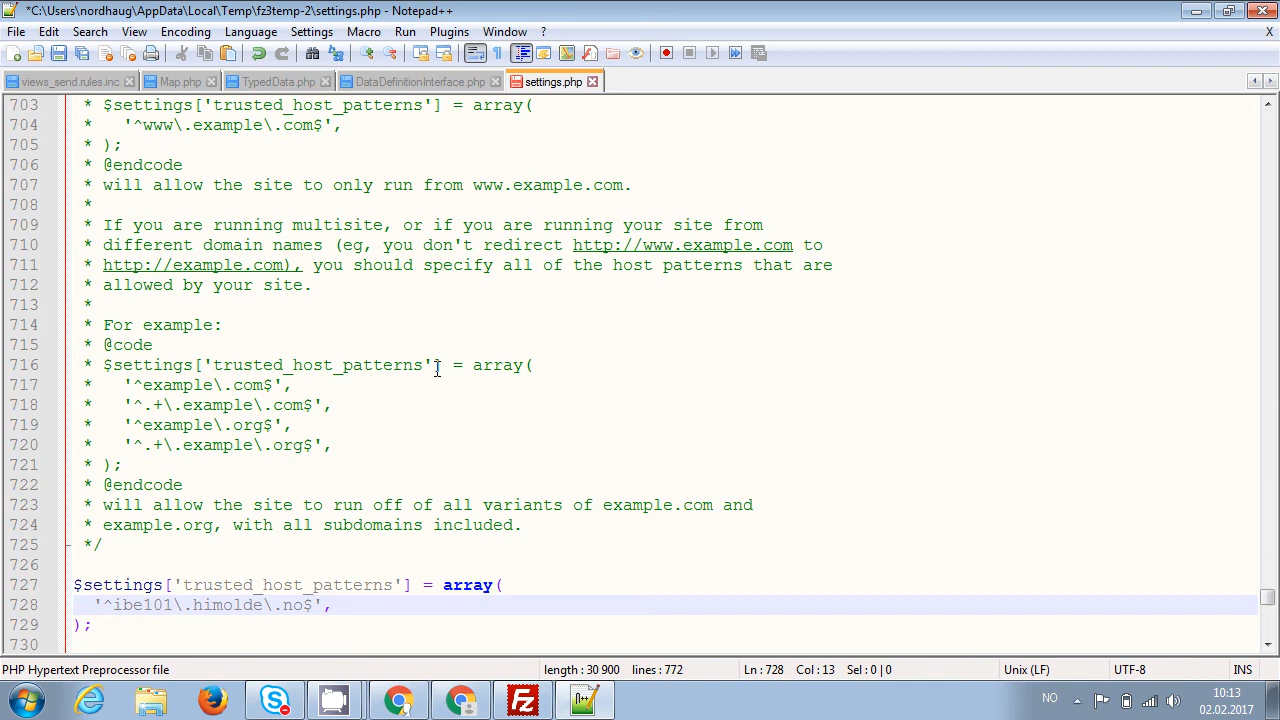 *C:\Users\nordhaug\AppData\Local\Temp\fz3temp-2\settings.php - Notepad++
File Edit Search View Encoding Language Settings Macro Run Plugins Window ? X
views_send.rules.inc Map.php TypedData.php DataDefinitionInterface.php settings.php
703 * $settings['trusted_host_patterns'] = array(
704 * '^www\.example\.com$',
705 * );
706 * @endcode
707 * will allow the site to only run from www.example.com.
708 *
709 * If you are running multisite, or if you are running your site from
710 * different domain names (eg, you don't redirect http://www.example.com to
711 * http://example.com), you should specify all of the host patterns that are
712 * allowed by your site.
713 *
714 * For example:
715 * @code
716 * $settings['trusted_host_patterns'] = array(
717 * '^example\.com$',
718 * '^.+\.example\.com$',
719 * '^example\.org$',
720 * '^.+\.example\.org$',
721 * );
722 * @endcode
723 * will allow the site to run off of all variants of example.com and
724 * example.org, with all subdomains included.
725 */
726
727 $settings['trusted_host_patterns'] = array(
728 '^ibe101\.himolde\.no$',
729 );
730
PHP Hypertext Preprocessor file length : 30 900 lines : 772 Ln : 728 Col : 13 Sel : 0 | 0 Unix (LF) UTF-8 INS
NO 10:13
02.02.2017